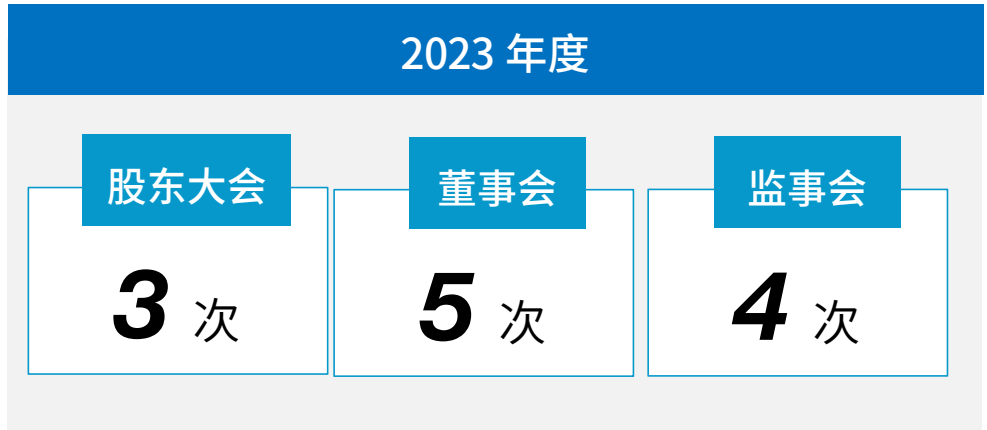 2023 年度
股东大会
3 次
董事会
5 次
监事会
4 次